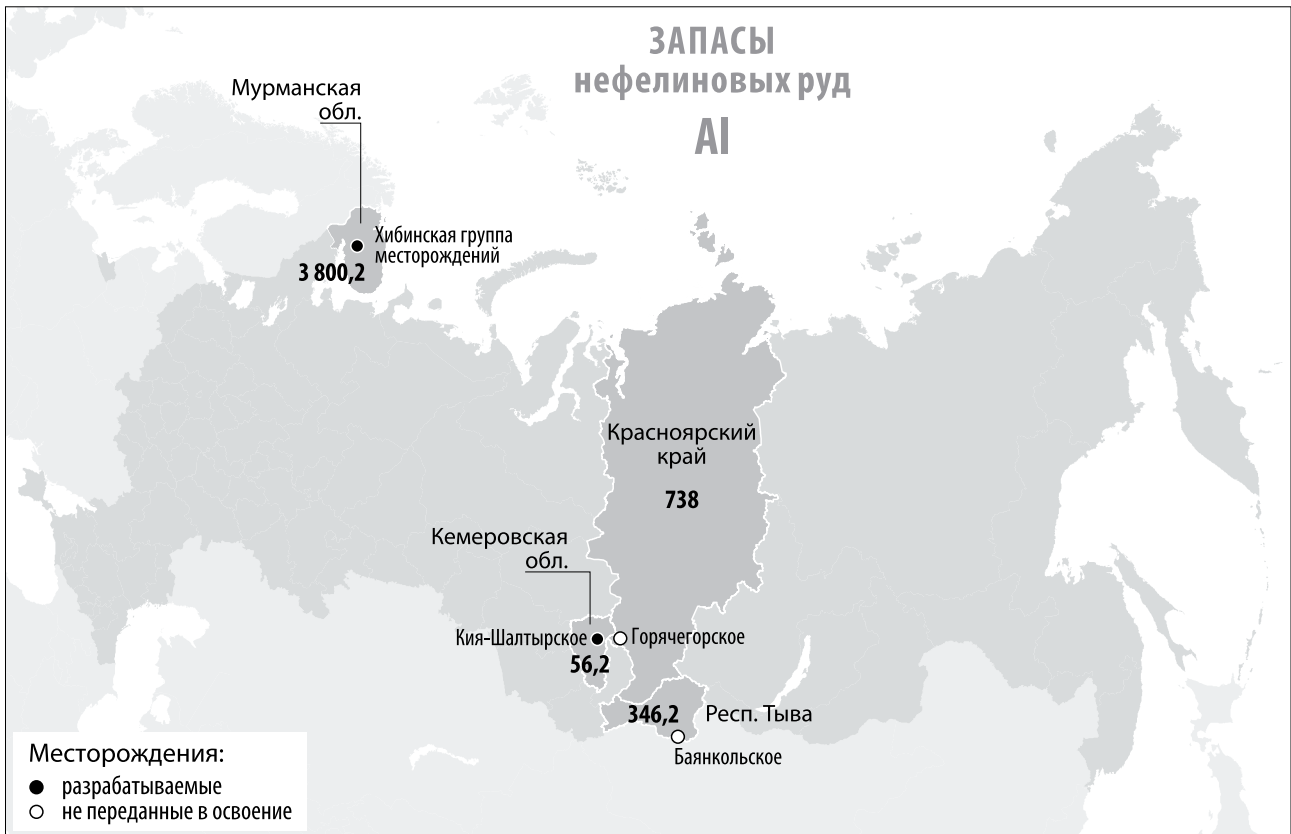 ЗАПАСЫ
нефелиновых руд
Al
Мурманская
обл.
Хибинская группа
месторождений
3 800,2
Красноярский
край
738
Кемеровская
обл.
Кия-Шалтырское
Горячегорское
56,2
346,2
Респ. Тыва
Баянкольское
Месторождения:
разрабатываемые
не переданные в освоение